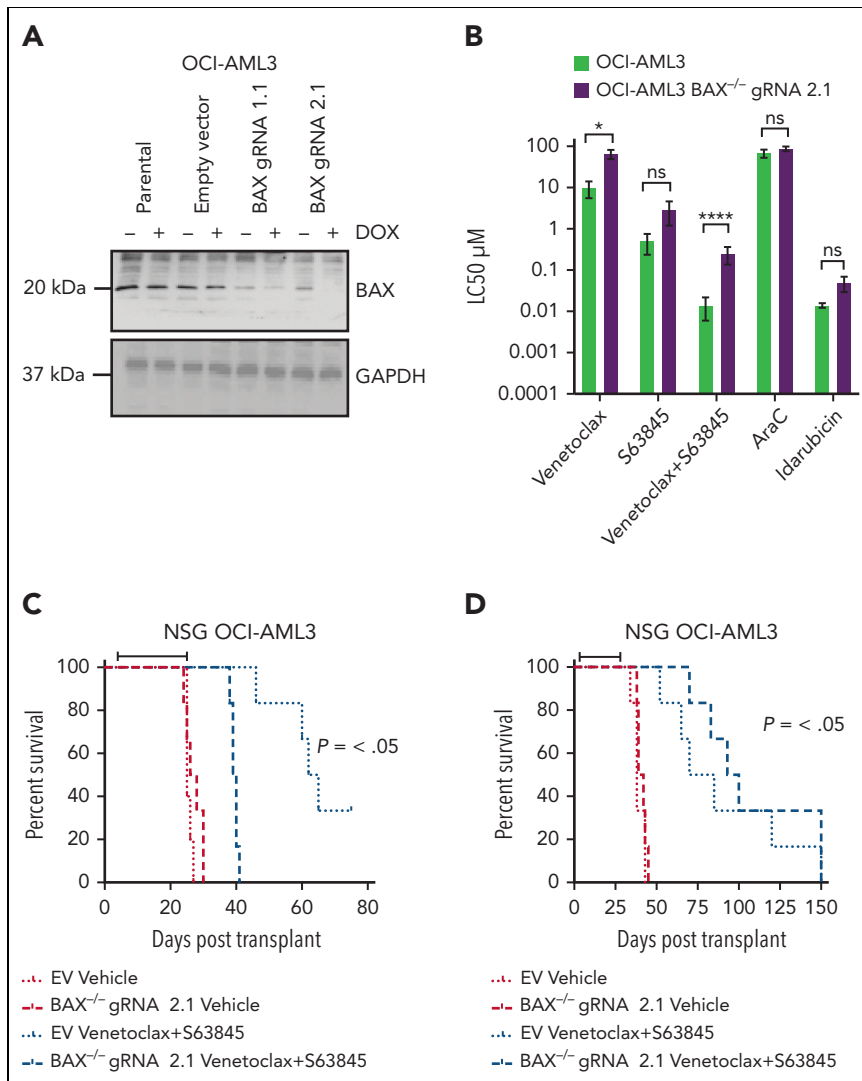 A
OCI-AML3
Parental
Empty vector
BAX gRNA 1.1
BAX gRNA 2.1
– + – + – + – + DOX
20 kDa
BAX
37 kDa
GAPDH
B
OCI-AML3
OCI-AML3 BAX–/– gRNA 2.1
LC50 µM
100
10
1
0.1
0.01
0.001
0.0001
*
ns
****
ns
ns
Venetoclax
S63845
Venetoclax+S63845
AraC
Idarubicin
C
NSG OCI-AML3
Percent survival
100
80
60
40
20
0
P = < .05
0 20 40 60 80
Days post transplant
EV Vehicle
BAX–/– gRNA 2.1 Vehicle
EV Venetoclax+S63845
BAX–/– gRNA 2.1 Venetoclax+S63845
D
NSG OCI-AML3
Percent survival
100
80
60
40
20
0
P = < .05
0 25 50 75 100 125 150
Days post transplant
EV Vehicle
BAX–/– gRNA 2.1 Vehicle
EV Venetoclax+S63845
BAX–/– gRNA 2.1 Venetoclax+S63845